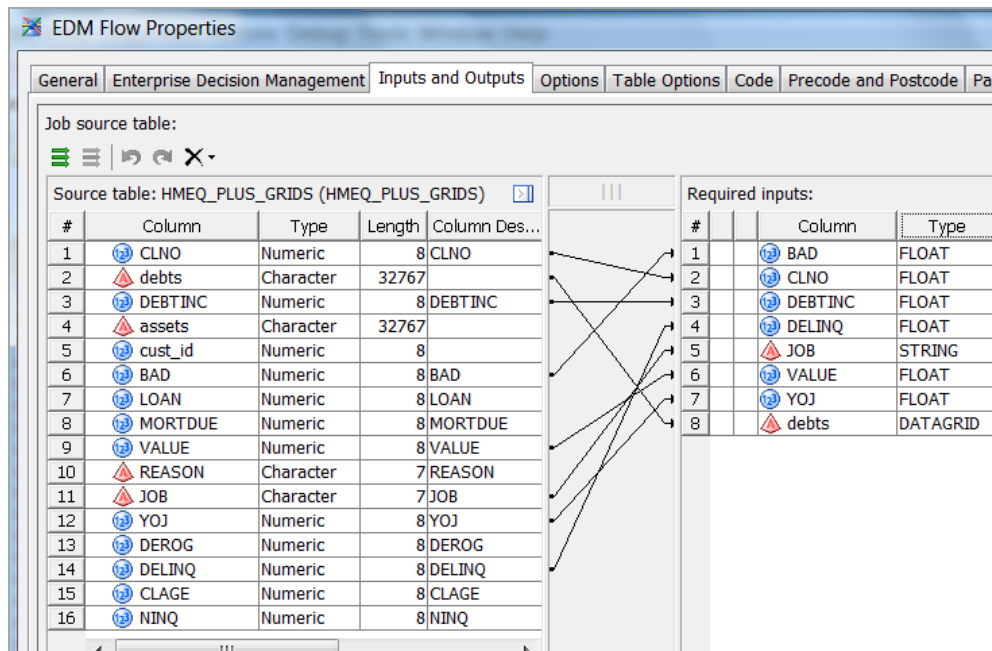 EDM Flow Properties
General Enterprise Decision Management Inputs and Outputs Options Table Options Code Precode and Postcode Pa
Job source table:
Source table: HMEQ_PLUS_GRIDS (HMEQ_PLUS_GRIDS) Required inputs:
# Column Type Length Column Des... # Column Type
1 CLNO Numeric 8 CLNO 1 BAD FLOAT
2 debts Character 32767 2 CLNO FLOAT
3 DEBTINC Numeric 8 DEBTINC 3 DEBTINC FLOAT
4 assets Character 32767 4 DELINQ FLOAT
5 cust_id Numeric 8 5 JOB STRING
6 BAD Numeric 8 BAD 6 VALUE FLOAT
7 LOAN Numeric 8 LOAN 7 YOJ FLOAT
8 MORTDUE Numeric 8 MORTDUE 8 debts DATAGRID
9 VALUE Numeric 8 VALUE
10 REASON Character 7 REASON
11 JOB Character 7 JOB
12 YOJ Numeric 8 YOJ
13 DEROG Numeric 8 DEROG
14 DELINQ Numeric 8 DELINQ
15 CLAGE Numeric 8 CLAGE
16 NINQ Numeric 8 NINQ